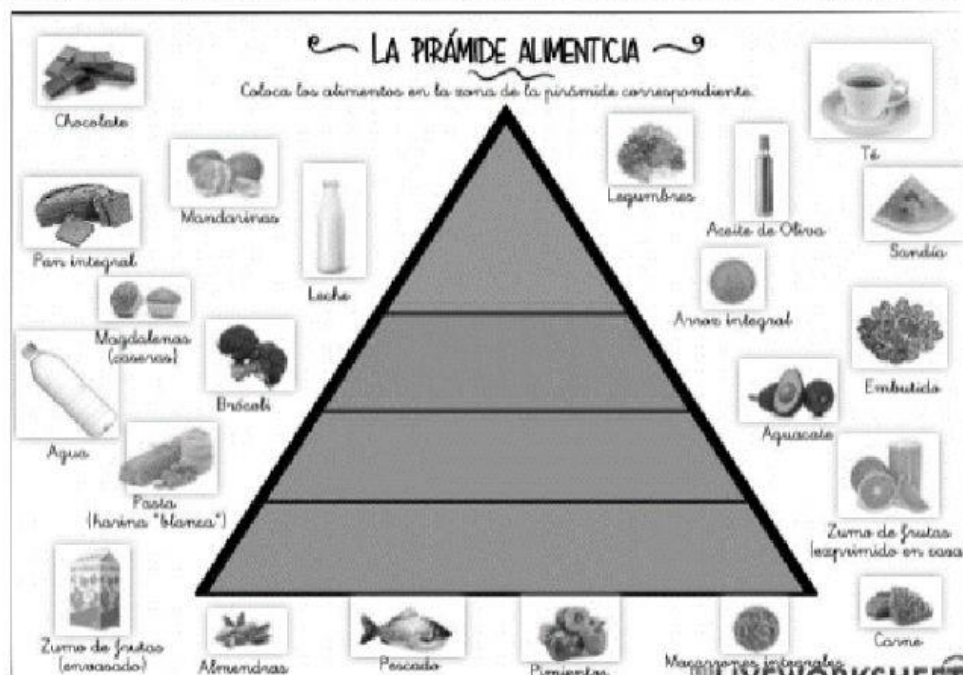 LA PIRÁMIDE ALIMENTICIA
Coloca los alimentos en la zona de la pirámide correspondiente.
Chocolate
Mandarinas
Legumbres
Té
Aceite de Oliva
Sandía
Pan integral
Leche
Arroz integral
Magdalenas
(caseras)
Brócoli
Embutido
Aguacate
Agua
Pasta
(harina "blanca")
Zumo de frutas
(exprimido en casa
Zumo de frutas
(envasado)
Almendras
Pescado
Pimientos
Macarrones integrales
Carne
LIVEWORKSHEET